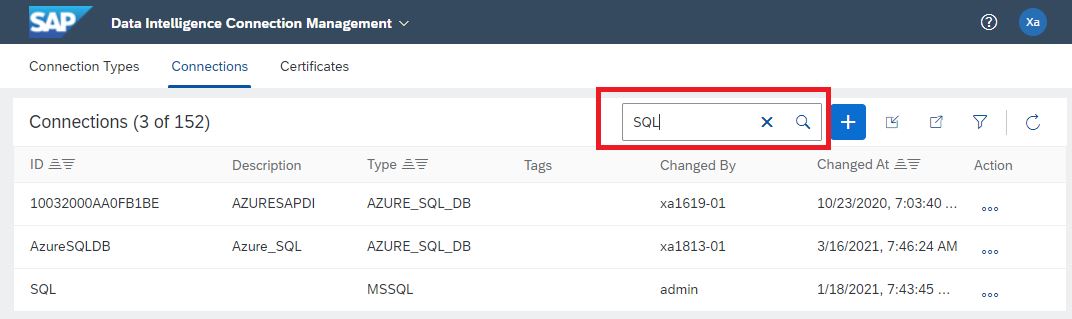 SAP Data Intelligence Connection Management Xa
Connection Types Connections Certificates
Connections (3 of 152) SQL
ID Description Type Tags Changed By Changed At Action
10032000AA0FB1BE AZURESAPDI AZURE_SQL_DB xa1619-01 10/23/2020, 7:03:40 ...
AzureSQLDB Azure_SQL AZURE_SQL_DB xa1813-01 3/16/2021, 7:46:24 AM
SQL MSSQL admin 1/18/2021, 7:43:45 ...